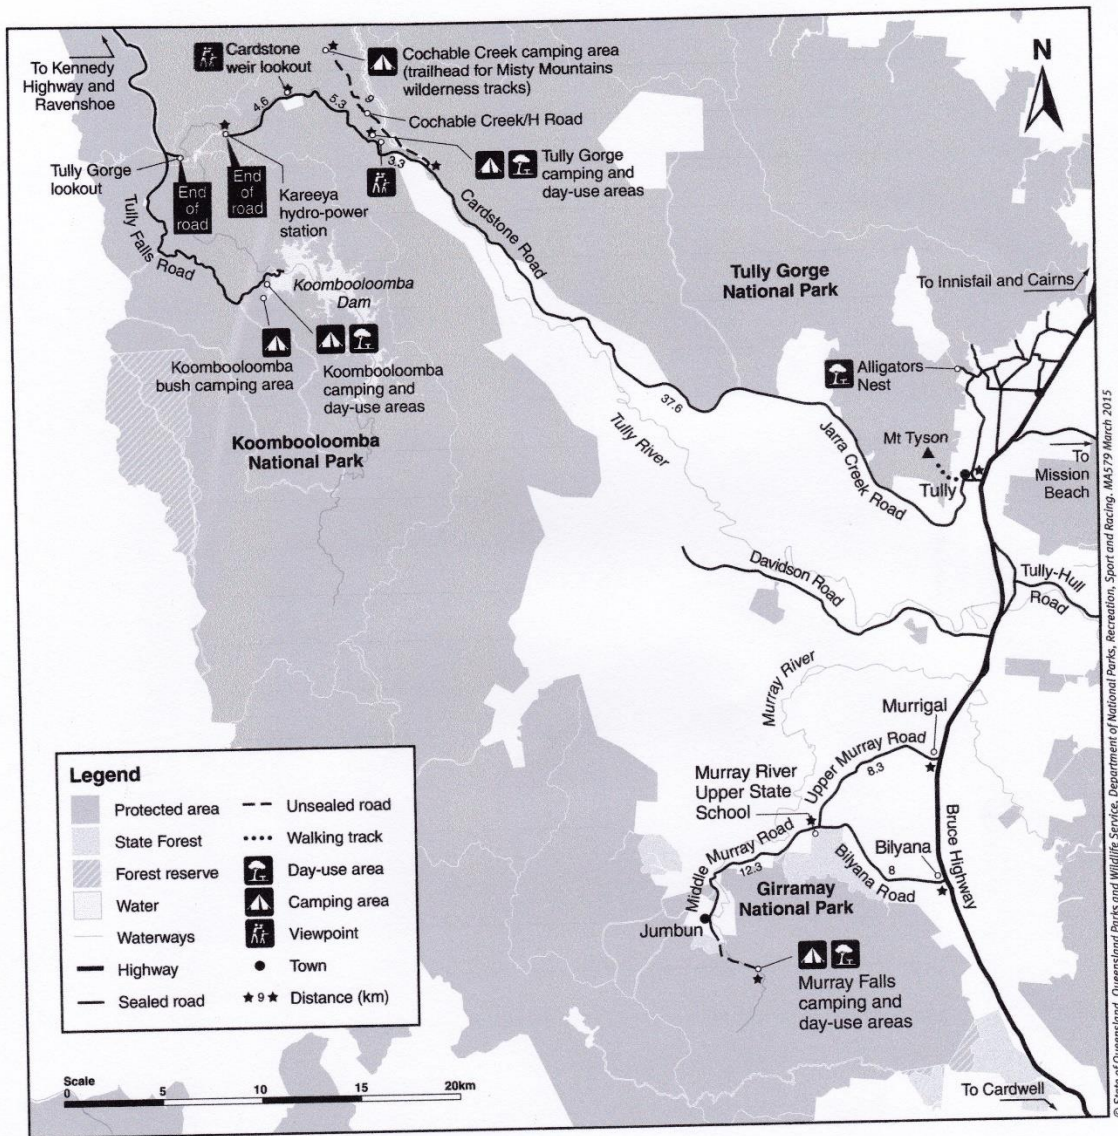 To Kennedy
Highway and
Ravenshoe
Cardstone
weir lookout
Cochable Creek camping area
(trailhead for Misty Mountains
wilderness tracks)
N
4.6
5.3
9
Cochable Creek/H Road
Tully Gorge
lookout
End
of
road
End
of
road
Kareeya
hydro-power
station
3.3
Tully Gorge
camping and
day-use areas
Tully Falls Road
Cardstone Road
Koombooloomba
Dam
Tully Gorge
National Park
To Innisfail and Cairns
Koombooloomba
bush camping area
Koombooloomba
camping and
day-use areas
Alligators
Nest
37.6
Koombooloomba
National Park
Tully River
Jarra Creek Road
Mt Tyson
Tully
To
Mission
Beach
Davidson Road
Tully-Hull
Road
Murray River
Murrigal
Upper Murray Road
8.3
Murray River
Upper State
School
Middle Murray Road
12.3
Bilyana
8
Bilyana Road
Bruce Highway
Girramay
National Park
Jumbun
Murray Falls
camping and
day-use areas
To Cardwell
Legend
Protected area
State Forest
Forest reserve
Water
Waterways
Highway
Sealed road
Unsealed road
Walking track
Day-use area
Camping area
Viewpoint
Town
9 Distance (km)
Scale
0 5 10 15 20km
© State of Queensland. Queensland Parks and Wildlife Service, Department of National Parks, Recreation, Sport and Racing. MA579 March 2015